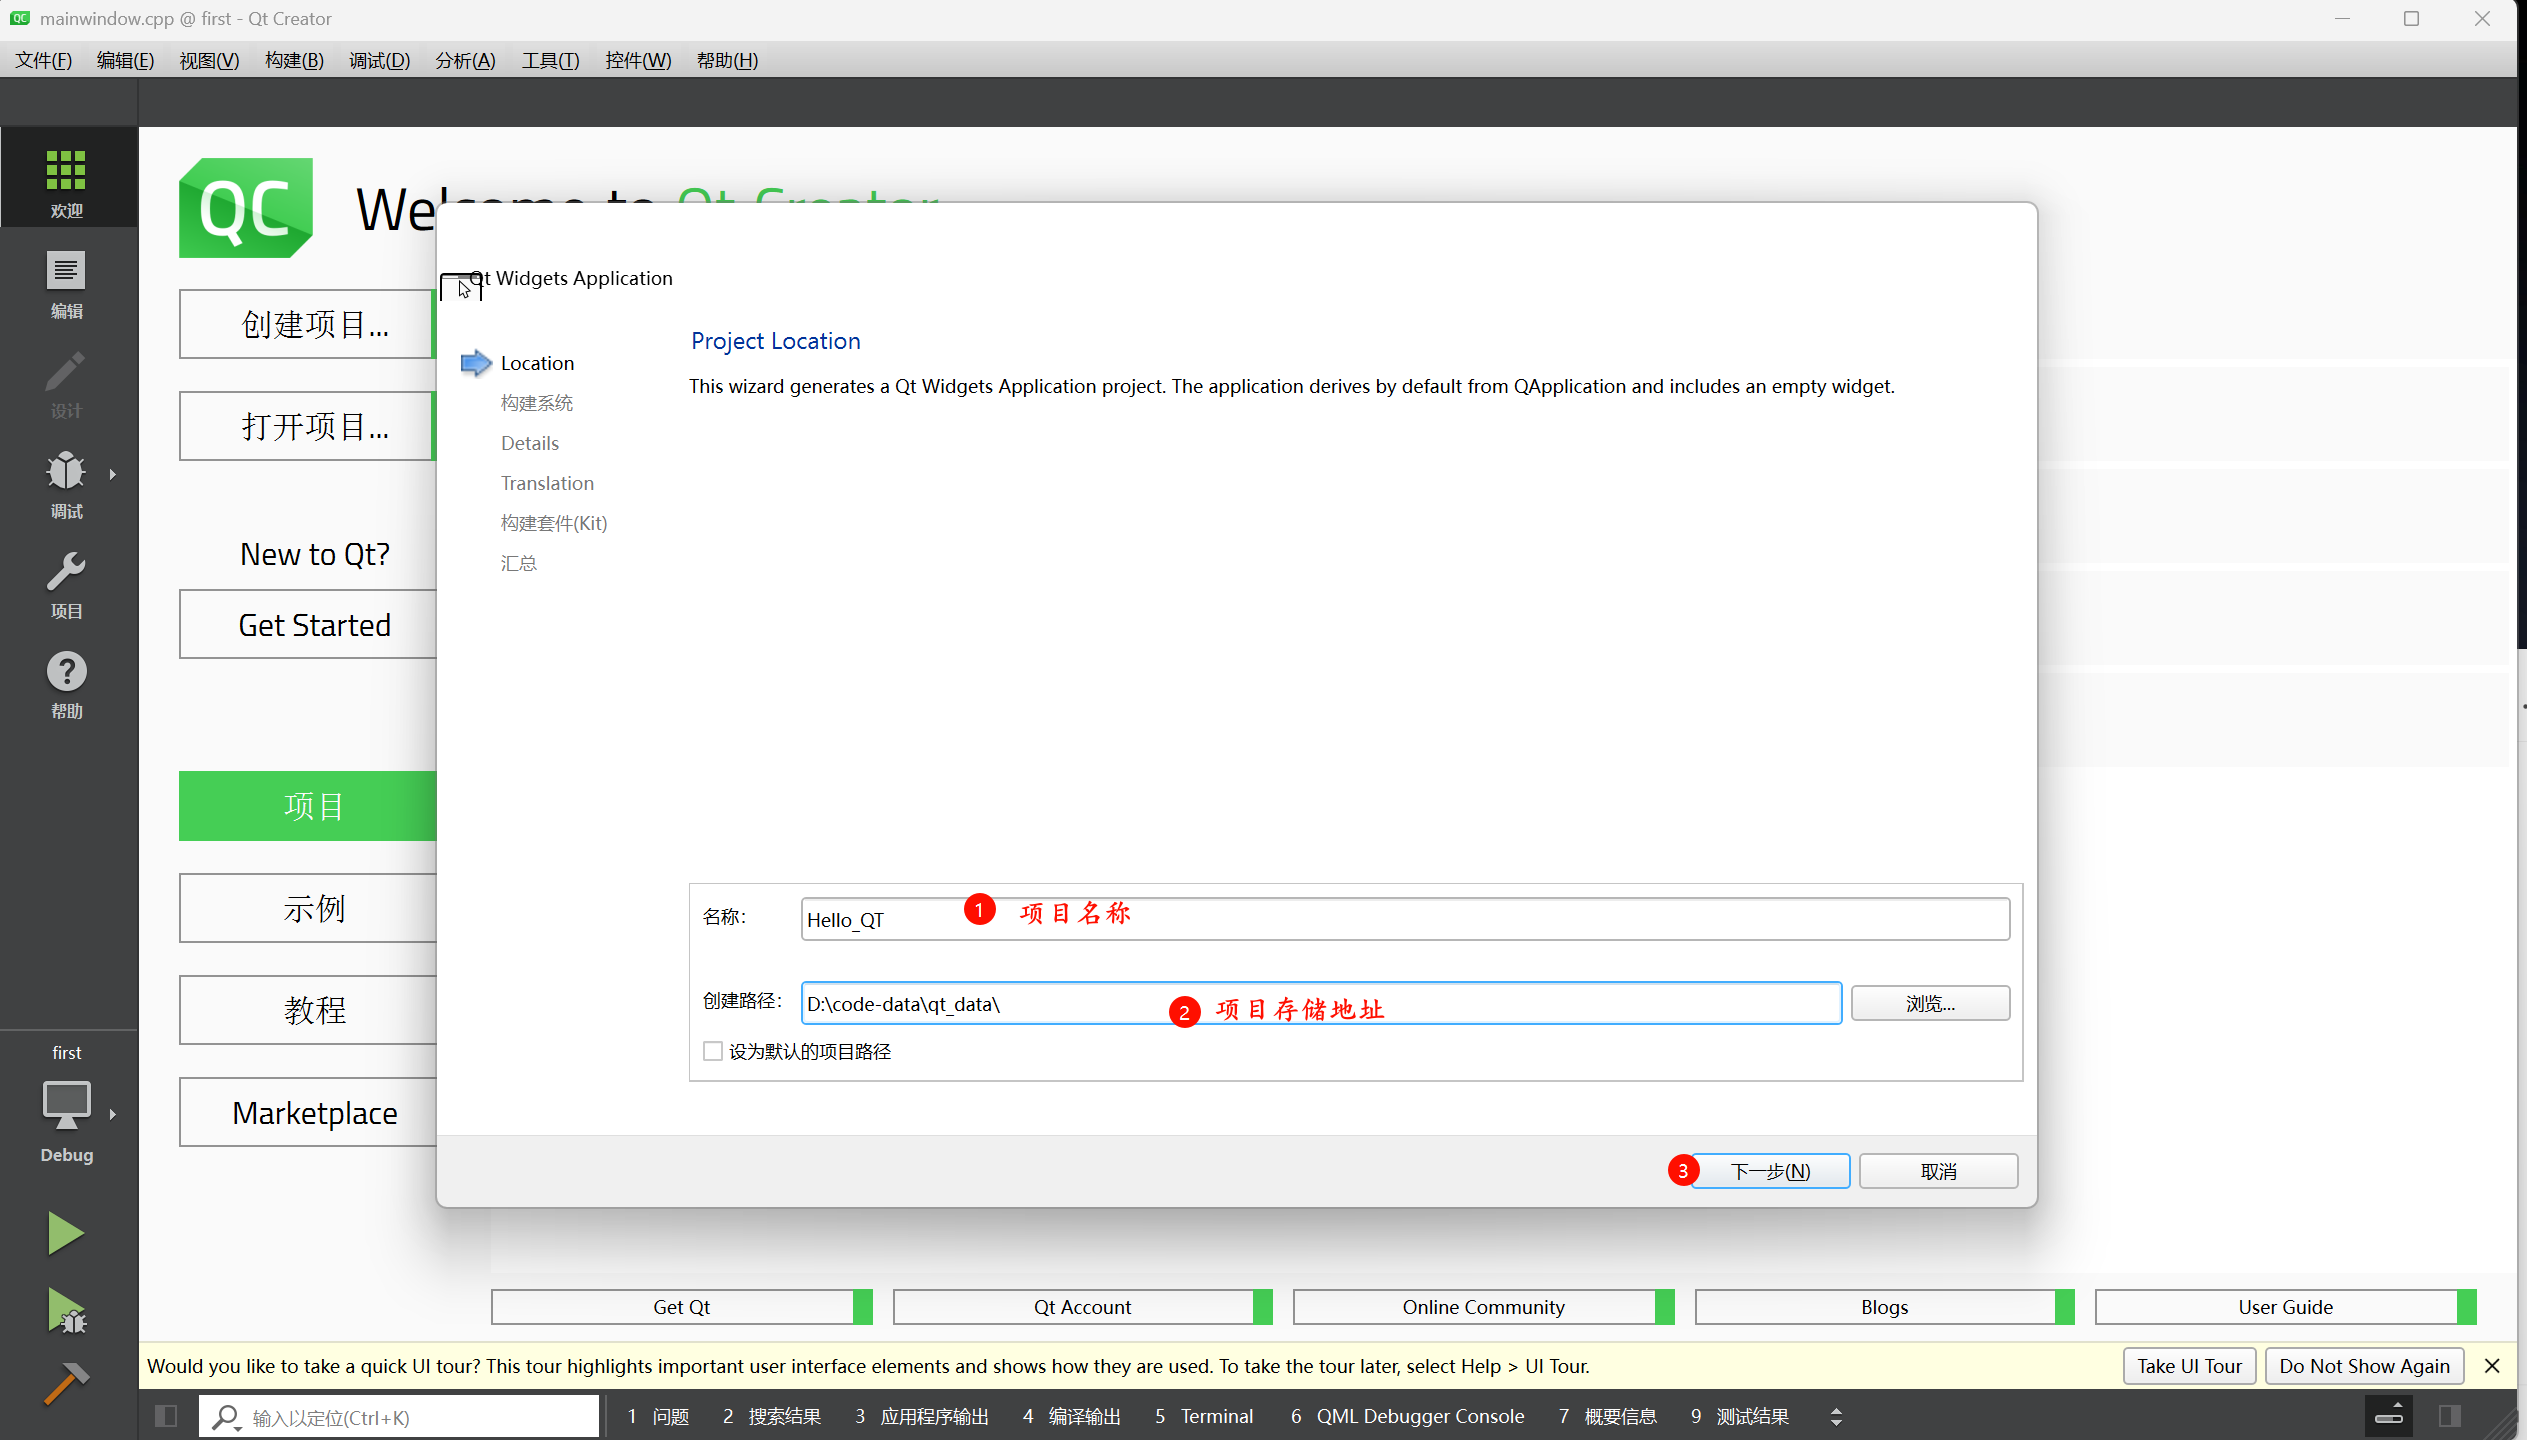 mainwindow.cpp @ first - Qt Creator
文件(F) 编辑(E) 视图(V) 构建(B) 调试(D) 分析(A) 工具(T) 控件(W) 帮助(H)
QC
Welcome to Qt Creator
欢迎
编辑
设计
调试
项目
帮助
first
Debug
创建项目...
打开项目...
New to Qt?
Get Started
项目
示例
教程
Marketplace
Qt Widgets Application
Location
构建系统
Details
Translation
构建套件(Kit)
汇总
Project Location
This wizard generates a Qt Widgets Application project. The application derives by default from QApplication and includes an empty widget.
名称: Hello_QT 1 项目名称
创建路径: D:\code-data\qt_data\ 2 项目存储地址 浏览...
设为默认的项目路径
3 下一步(N) 取消
Get Qt Qt Account Online Community Blogs User Guide
Would you like to take a quick UI tour? This tour highlights important user interface elements and shows how they are used. To take the tour later, select Help > UI Tour. Take UI Tour Do Not Show Again
输入以定位(Ctrl+K) 1 问题 2 搜索结果 3 应用程序输出 4 编译输出 5 Terminal 6 QML Debugger Console 7 概要信息 9 测试结果